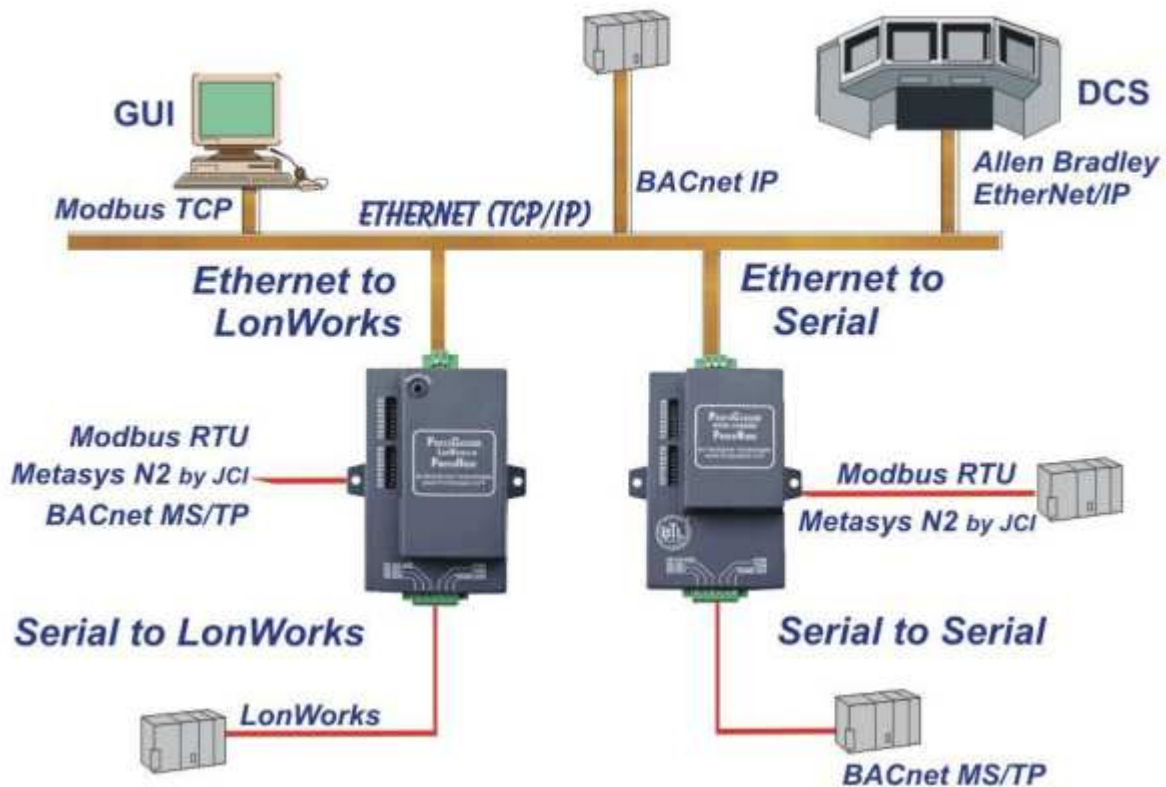 GUI
DCS
Modbus TCP
BACnet IP
Allen Bradley
EtherNet/IP
ETHERNET (TCP/IP)
Ethernet to
LonWorks
Ethernet to
Serial
Modbus RTU
Metasys N2 by JCI
BACnet MS/TP
Modbus RTU
Metasys N2 by JCI
BTL
Serial to LonWorks
Serial to Serial
LonWorks
BACnet MS/TP